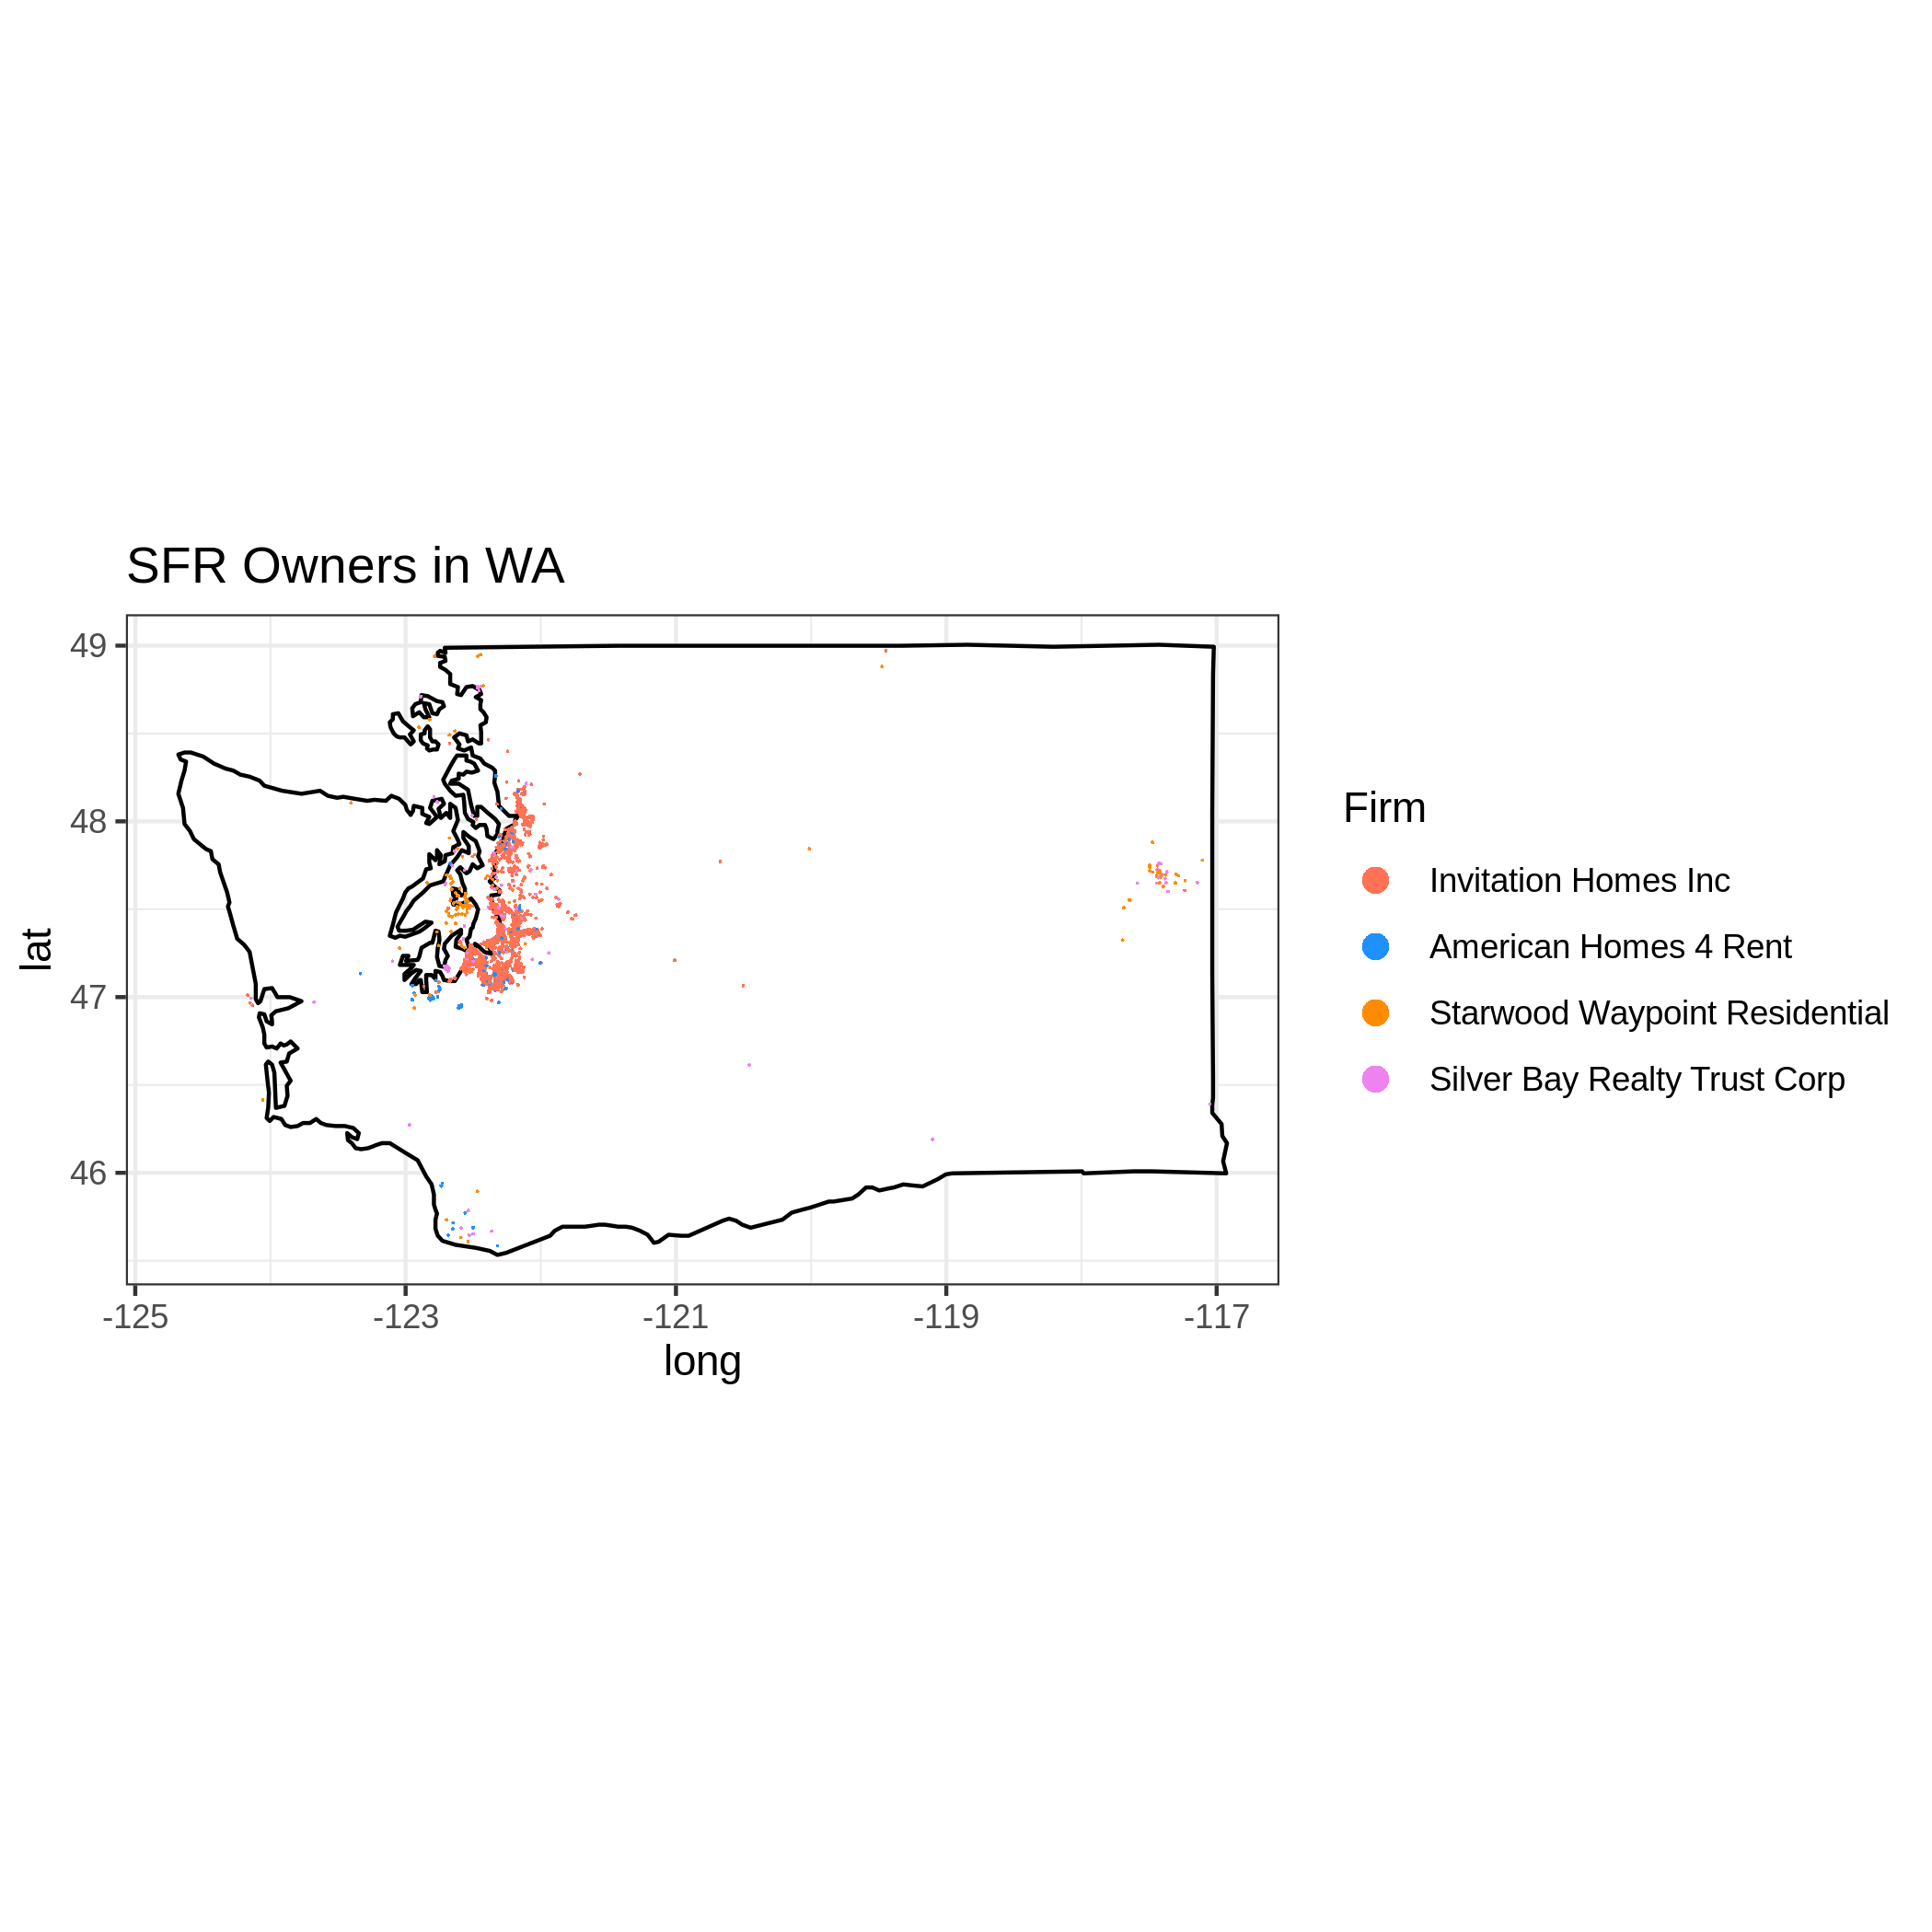 SFR Owners in WA
49
48
47
46
lat
-125
-123
-121
-119
-117
long
Firm
Invitation Homes Inc
American Homes 4 Rent
Starwood Waypoint Residential
Silver Bay Realty Trust Corp